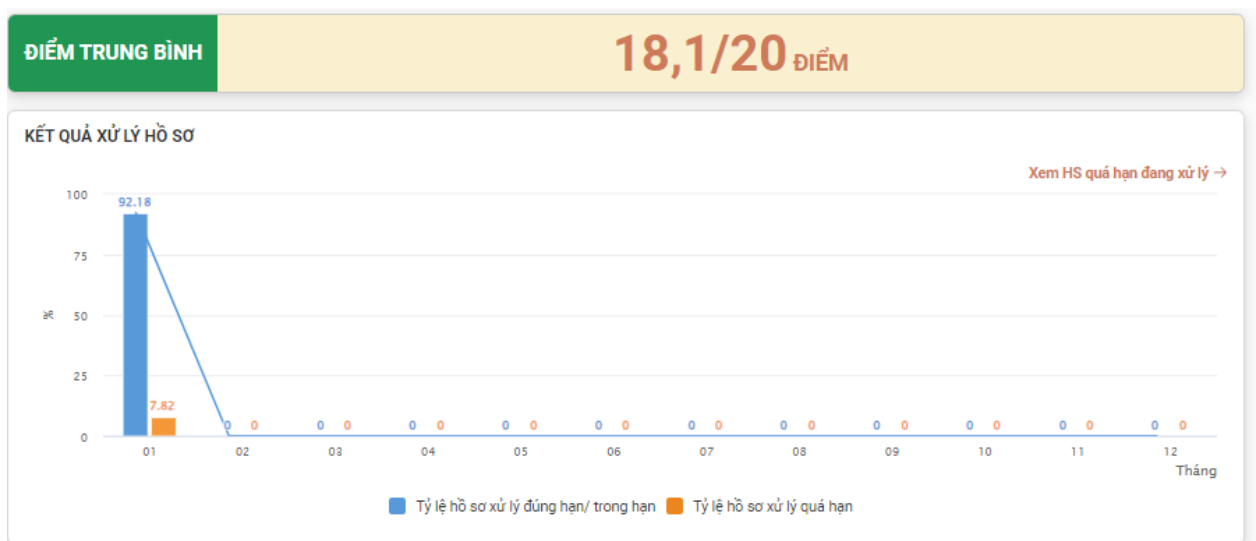 ĐIỂM TRUNG BÌNH
18,1/20 ĐIỂM
KẾT QUẢ XỬ LÝ HỒ SƠ
Xem HS quá hạn đang xử lý →
100
92.18
75
%
50
25
7.82
0
0 0 0 0 0 0 0 0 0 0 0 0 0 0 0 0 0 0 0 0 0 0
01 02 03 04 05 06 07 08 09 10 11 12
Tháng
Tỷ lệ hồ sơ xử lý đúng hạn/ trong hạn Tỷ lệ hồ sơ xử lý quá hạn